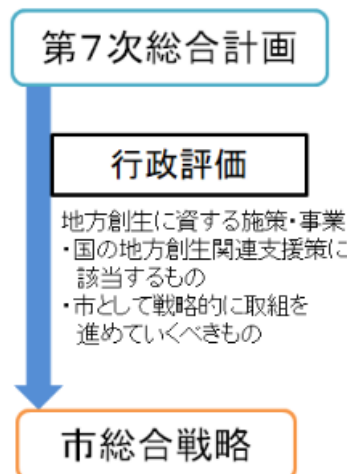 第7次総合計画
行政評価
地方創生に資する施策・事業
・国の地方創生関連支援策に
該当するもの
・市として戦略的に取組を
進めていくべきもの
市総合戦略